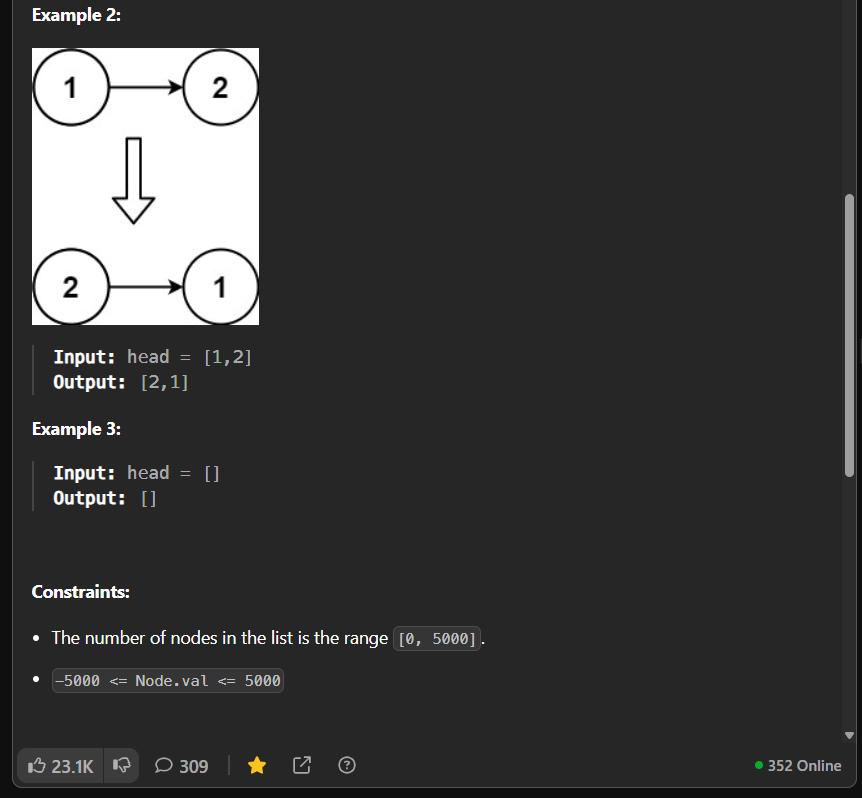 Example 2:
1 2
2 1
Input: head = [1,2]
Output: [2,1]
Example 3:
Input: head = []
Output: []
Constraints:
• The number of nodes in the list is the range [0, 5000].
• -5000 <= Node.val <= 5000
23.1K 309 352 Online